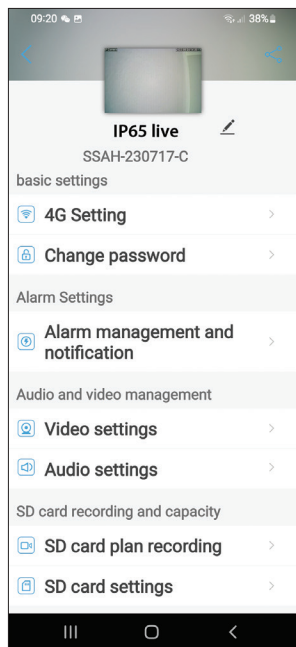 09:20 38%
IP65 live
SSAH-230717-C
basic settings
4G Setting
Change password
Alarm Settings
Alarm management and
notification
Audio and video management
Video settings
Audio settings
SD card recording and capacity
SD card plan recording
SD card settings